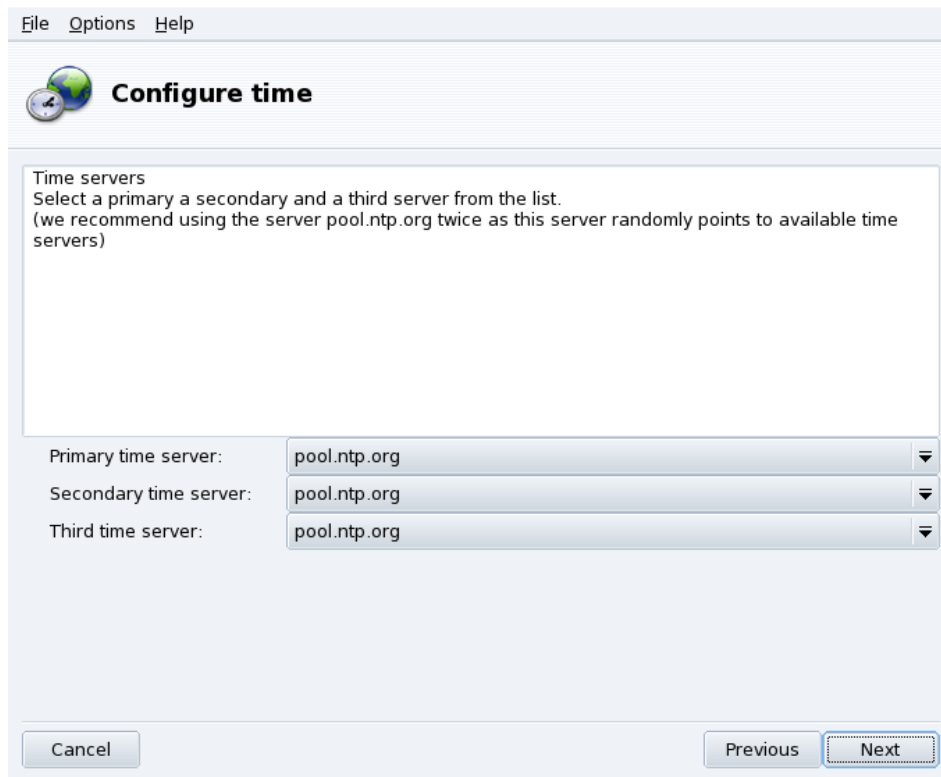 File Options Help
Configure time
Time servers
Select a primary a secondary and a third server from the list.
(we recommend using the server pool.ntp.org twice as this server randomly points to available time
servers)
Primary time server: pool.ntp.org
Secondary time server: pool.ntp.org
Third time server: pool.ntp.org
Cancel Previous Next